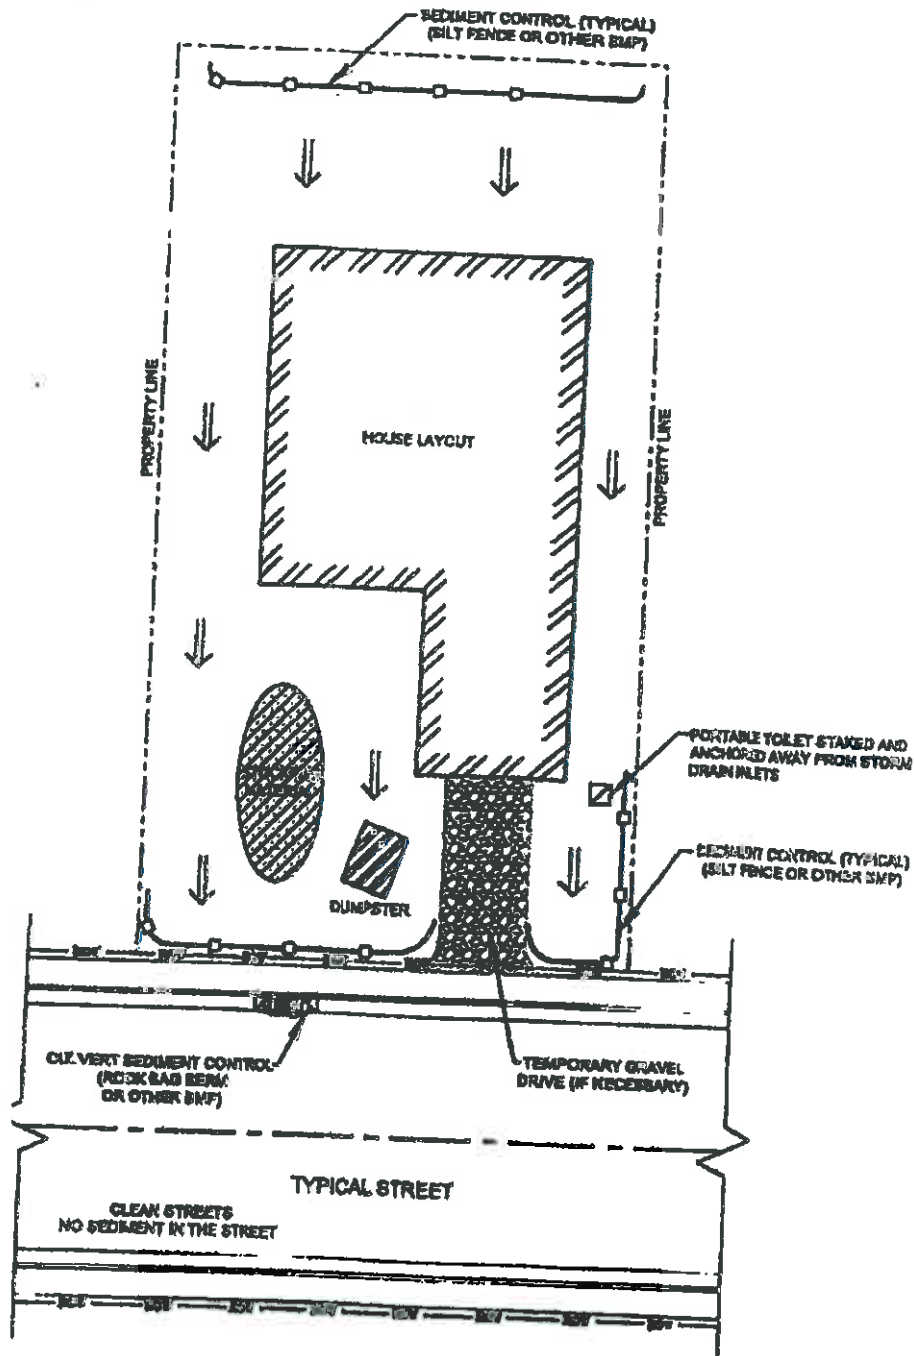 SEDIMENT CONTROL (TYPICAL)
(SILT FENCE OR OTHER BMP)
PROPERTY LINE
HOUSE LAYOUT
PROPERTY LINE
PORTABLE TOILET STAKED AND
ANCHORED AWAY FROM STORM
DRAIN INLETS
SEDIMENT CONTROL (TYPICAL)
(SILT FENCE OR OTHER BMP)
DUMPSTER
CULVERT SEDIMENT CONTROL
(ROCK BAG BERM
OR OTHER BMP)
TEMPORARY GRAVEL
DRIVE (IF NECESSARY)
TYPICAL STREET
CLEAN STREETS
NO SEDIMENT IN THE STREET